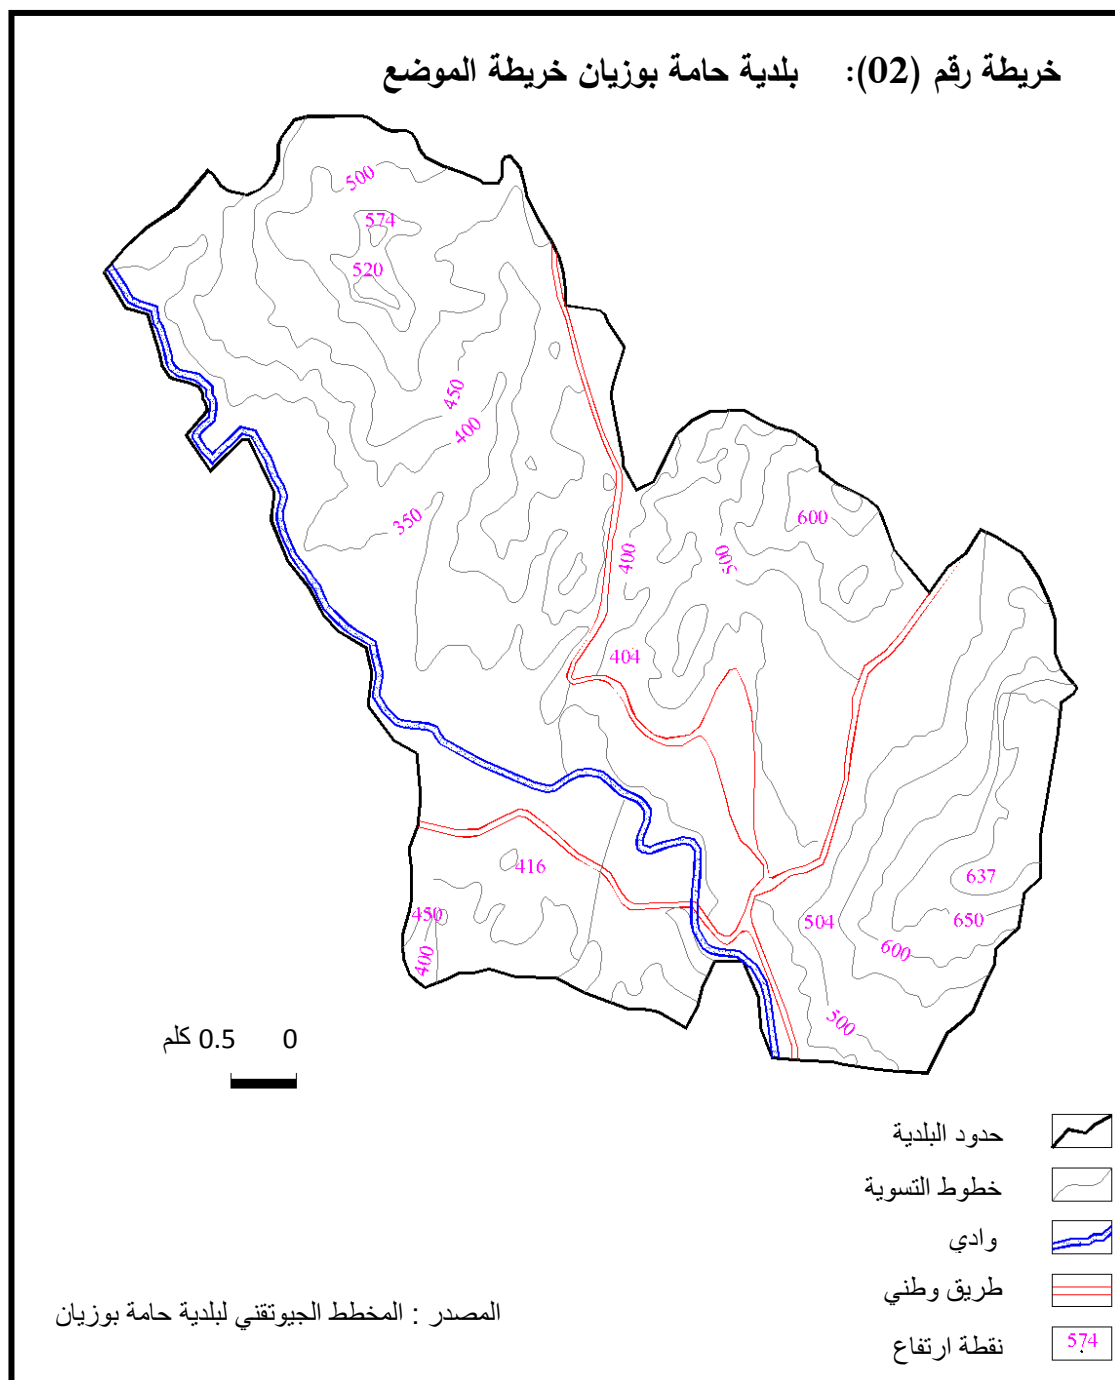 خريطة رقم (02): بلدية حامة بوزيان خريطة الموضع
500
574
520
450
400
350
600
500
400
404
416
450
400
637
650
504
600
500
0.5 كلم 0
حدود البلدية
خطوط التسوية
وادي
طريق وطني
574 نقطة ارتفاع
المصدر : المخطط الجيوتقني لبلدية حامة بوزيان